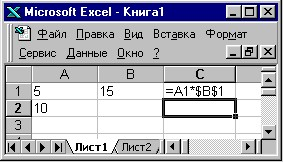 Microsoft Excel - Книга1
Файл Правка Вид Вставка Формат
Сервис Данные Окно ?
A B C
1 5 15 =A1*$B$1
2 10
3
Лист1 Лист2